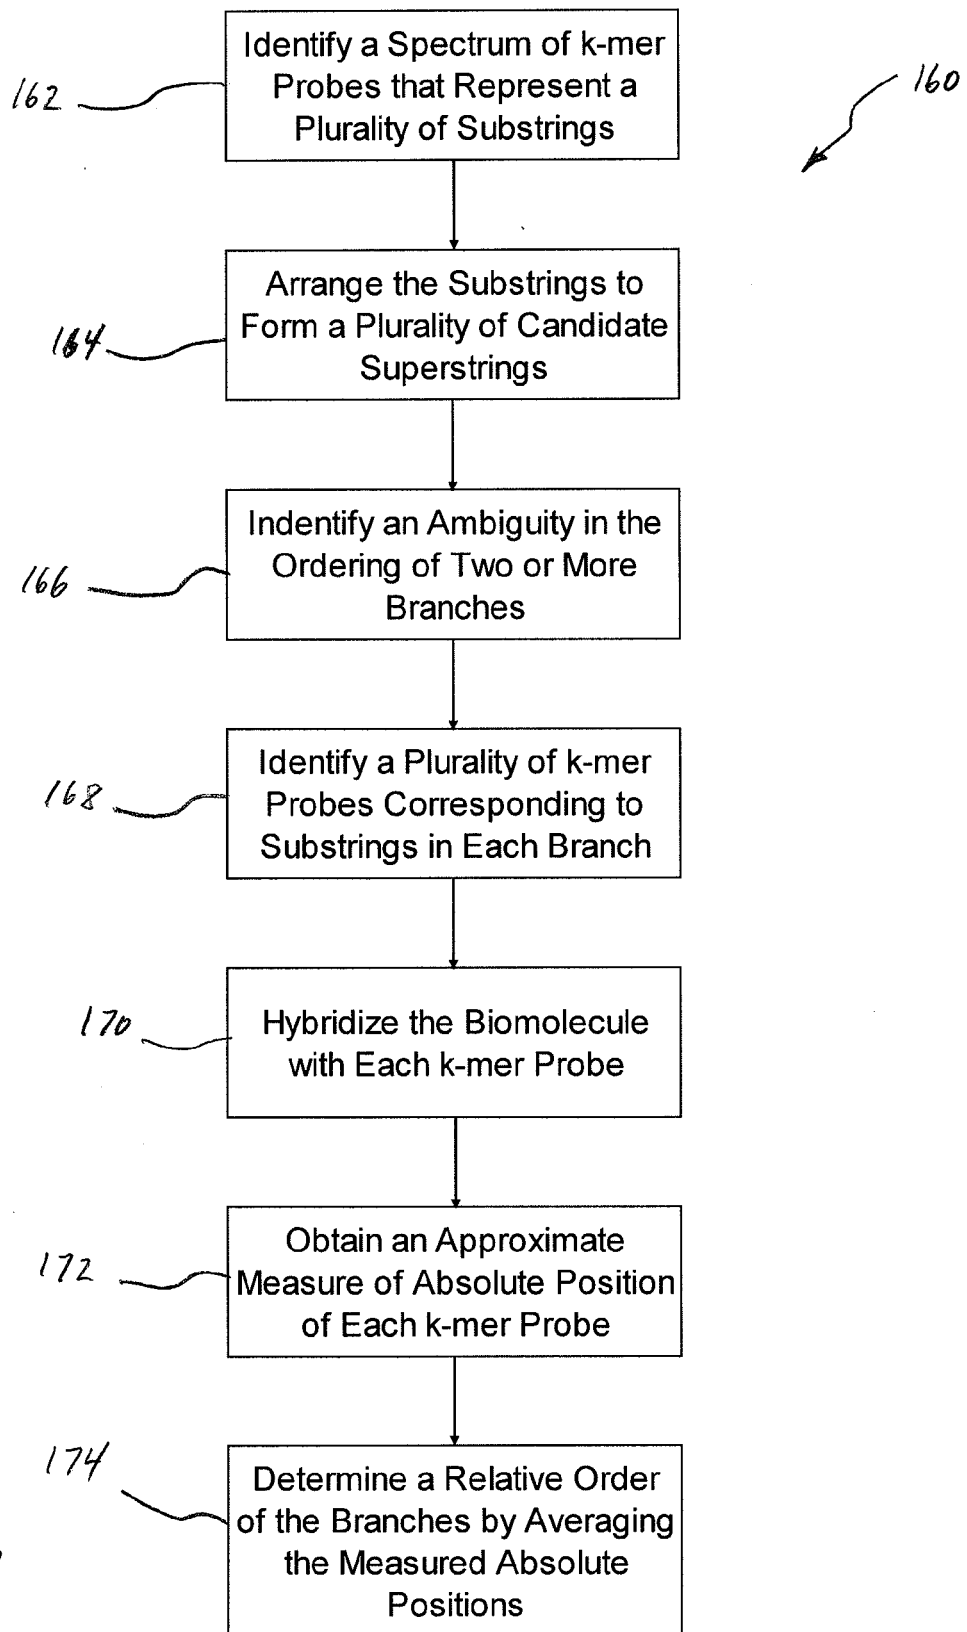 Identify a Spectrum of k-mer
Probes that Represent a
Plurality of Substrings
162
160
Arrange the Substrings to
Form a Plurality of Candidate
Superstrings
164
Indentify an Ambiguity in the
Ordering of Two or More
Branches
166
Identify a Plurality of k-mer
Probes Corresponding to
Substrings in Each Branch
168
Hybridize the Biomolecule
with Each k-mer Probe
170
Obtain an Approximate
Measure of Absolute Position
of Each k-mer Probe
172
Determine a Relative Order
of the Branches by Averaging
the Measured Absolute
Positions
174